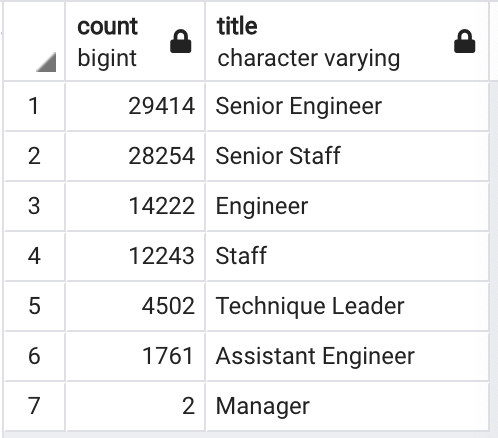 count title
bigint character varying
1 29414 Senior Engineer
2 28254 Senior Staff
3 14222 Engineer
4 12243 Staff
5 4502 Technique Leader
6 1761 Assistant Engineer
7 2 Manager